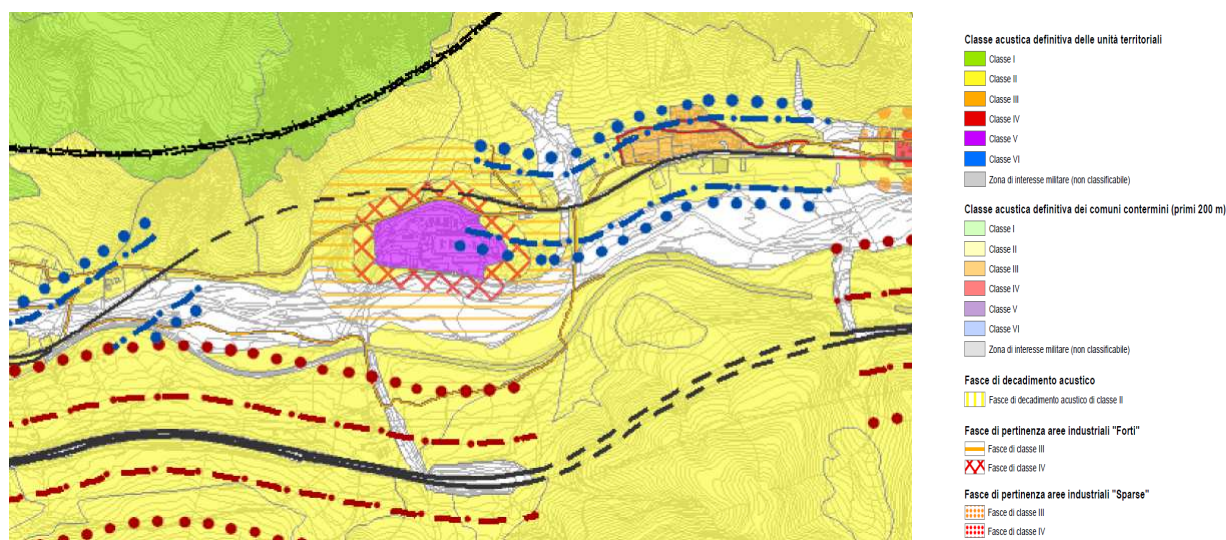 Classe acustica definitiva delle unità territoriali
Classe I
Classe II
Classe III
Classe IV
Classe V
Classe VI
Zona di interesse militare (non classificabile)
Classe acustica definitiva dei comuni contermini (primi 200 m)
Classe I
Classe II
Classe III
Classe IV
Classe V
Classe VI
Zona di interesse militare (non classificabile)
Fasce di decadimento acustico
Fasce di decadimento acustico di classe II
Fasce di pertinenza aree industriali "Forti"
Fasce di classe III
Fasce di classe IV
Fasce di pertinenza aree industriali "Sparse"
Fasce di classe III
Fasce di classe IV